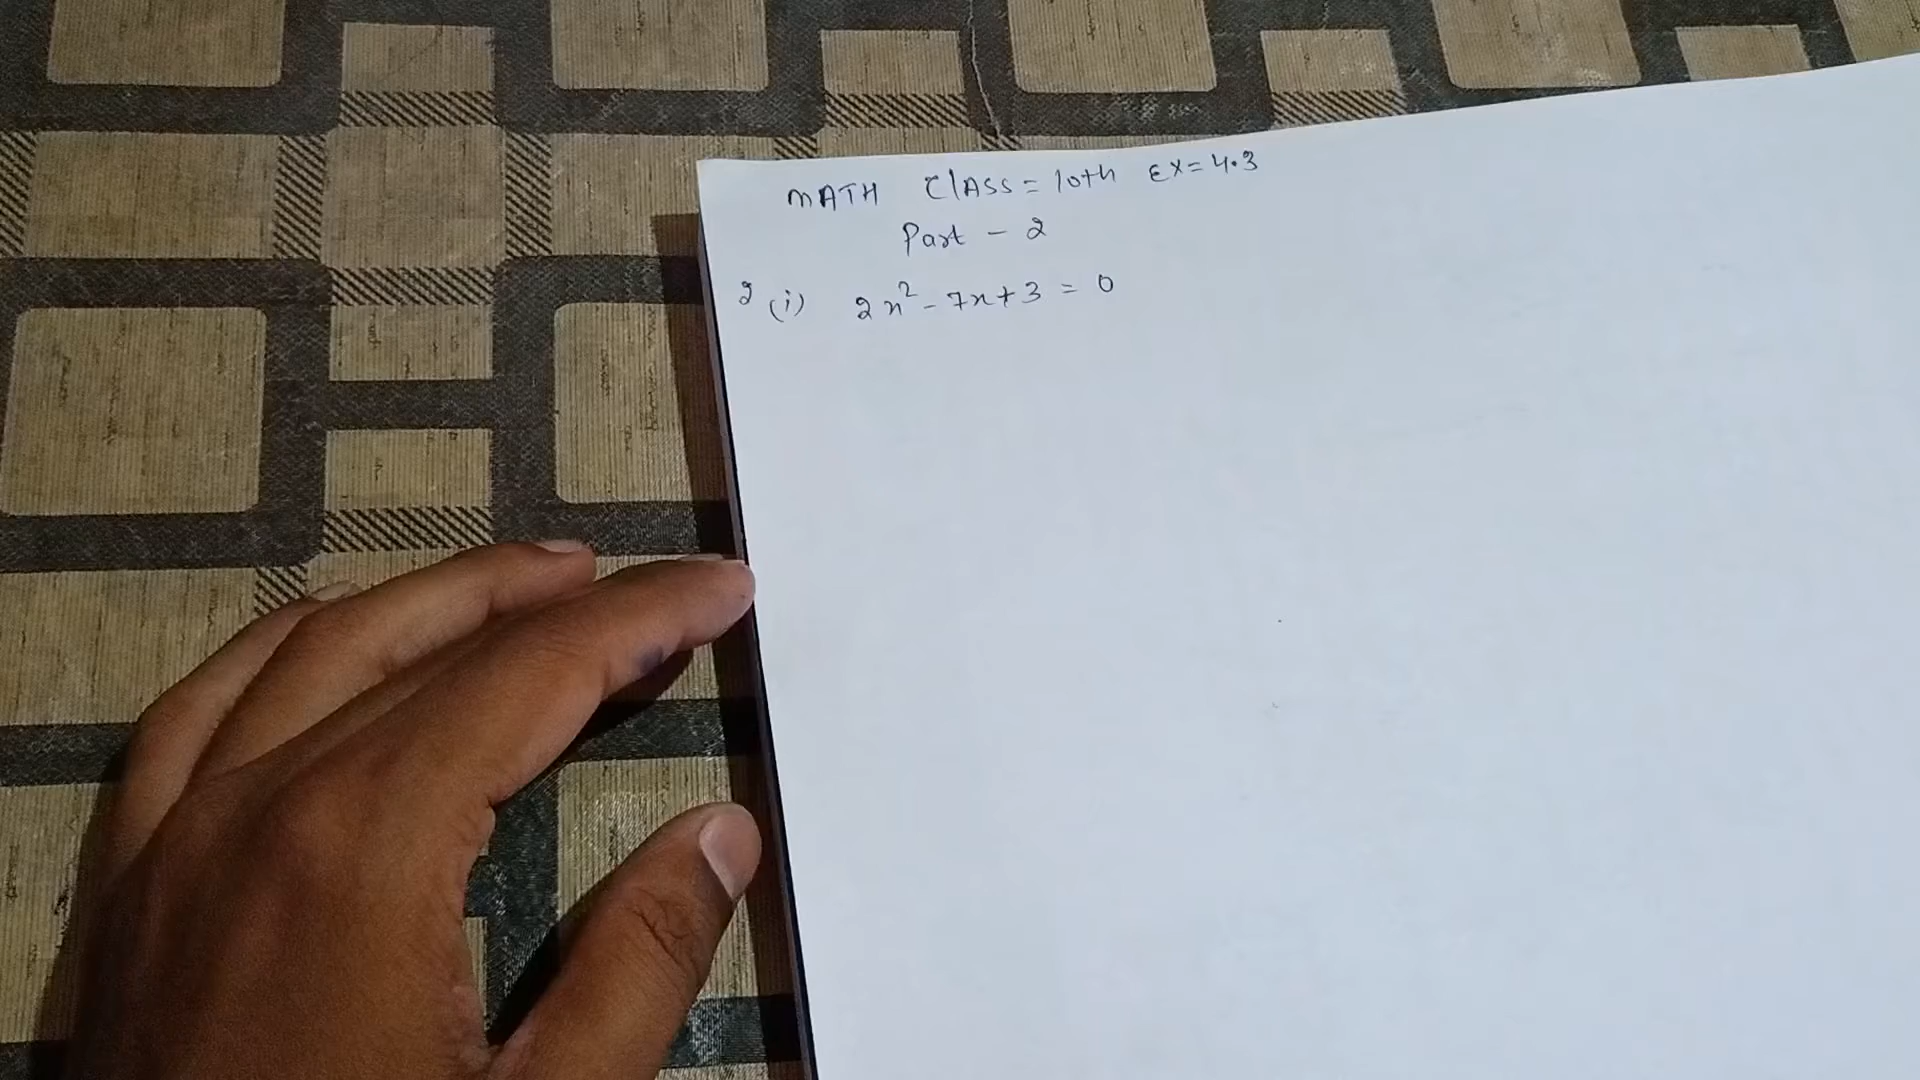 MATH Class = 10th EX = 4.3
Part - 2
2 (i) 2x² - 7x + 3 = 0